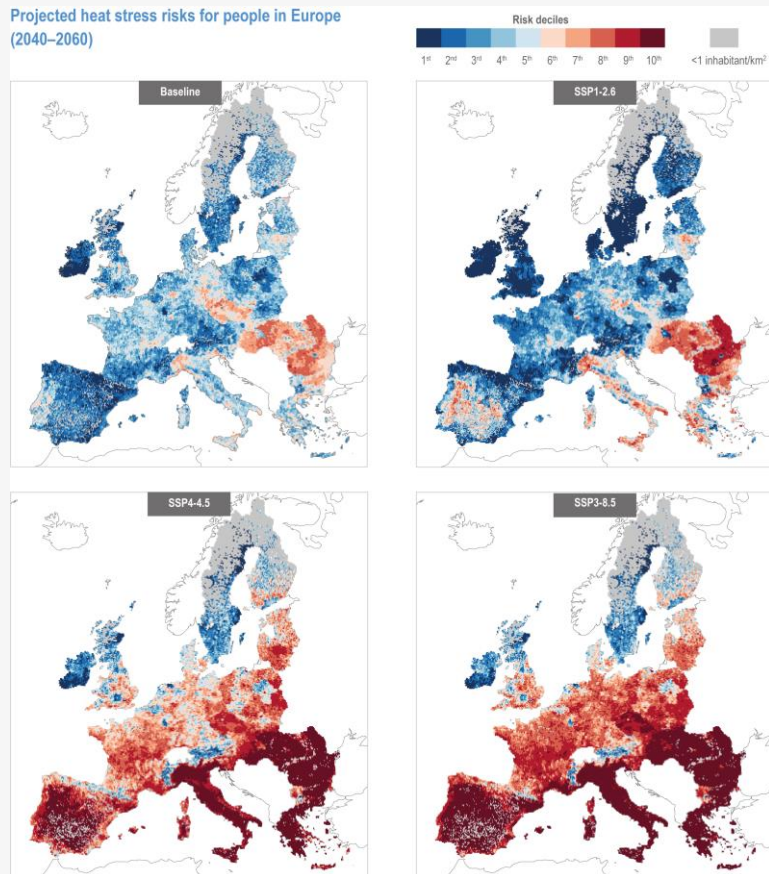 Projected heat stress risks for people in Europe
(2040–2060)
Risk deciles
1st 2nd 3rd 4th 5th 6th 7th 8th 9th 10th
<1 inhabitant/km²
Baseline
SSP1-2.6
SSP4-4.5
SSP3-8.5